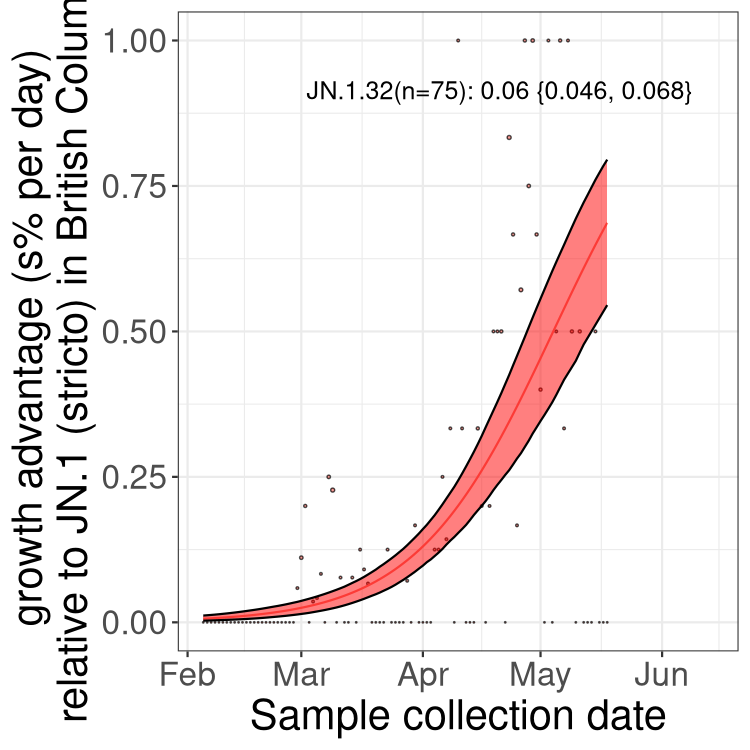 growth advantage (s% per day)
relative to JN.1 (stricto) in British Colum
1.00
0.75
0.50
0.25
0.00
JN.1.32(n=75): 0.06 {0.046, 0.068}
Feb Mar Apr May Jun
Sample collection date